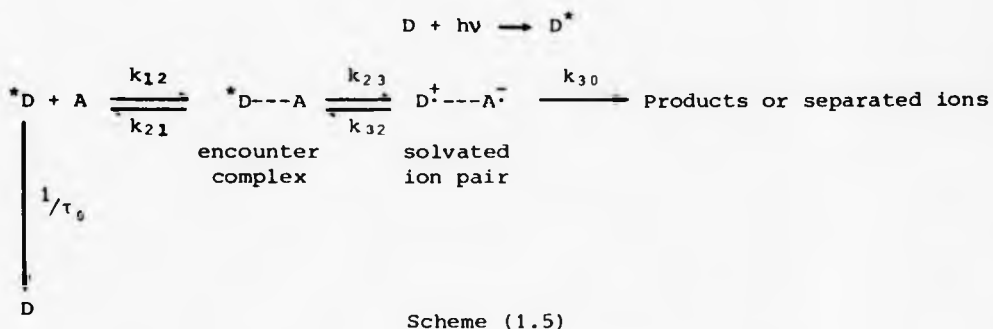 D + hν → D*
k12 k23 k30
*D + A *D---A D⁺·---A⁻· Products or separated ions
k21 k32
encounter solvated
complex ion pair
1/τ₀
D
Scheme (1.5)